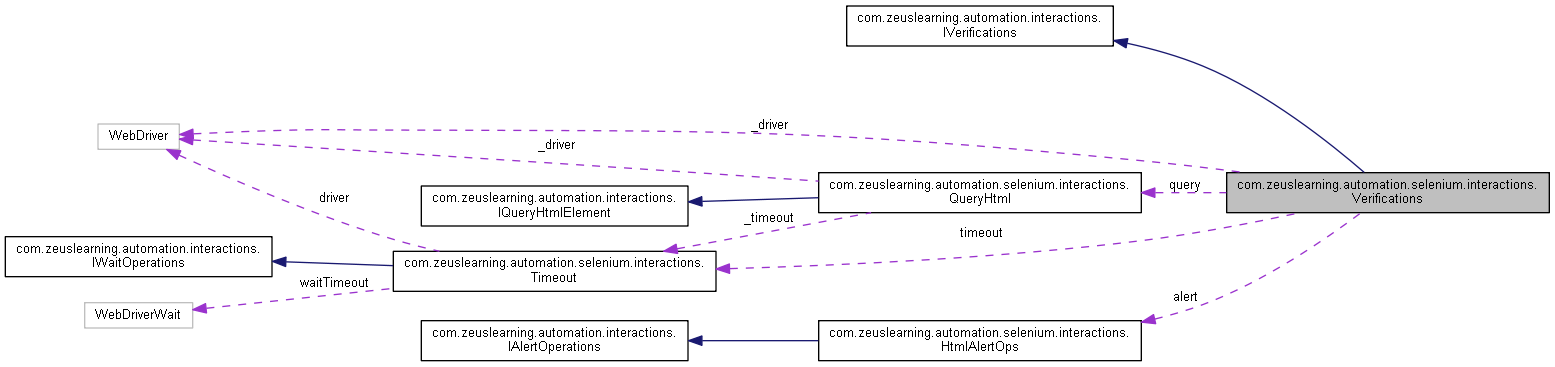 com.zeuslearning.automation.interactions.
IVerifications
_driver
WebDriver
_driver
com.zeuslearning.automation.selenium.interactions.
QueryHtml
query
com.zeuslearning.automation.selenium.interactions.
Verifications
driver
com.zeuslearning.automation.interactions.
IQueryHtmlElement
_timeout
timeout
com.zeuslearning.automation.interactions.
IWaitOperations
com.zeuslearning.automation.selenium.interactions.
Timeout
waitTimeout
alert
WebDriverWait
com.zeuslearning.automation.interactions.
IAlertOperations
com.zeuslearning.automation.selenium.interactions.
HtmlAlertOps